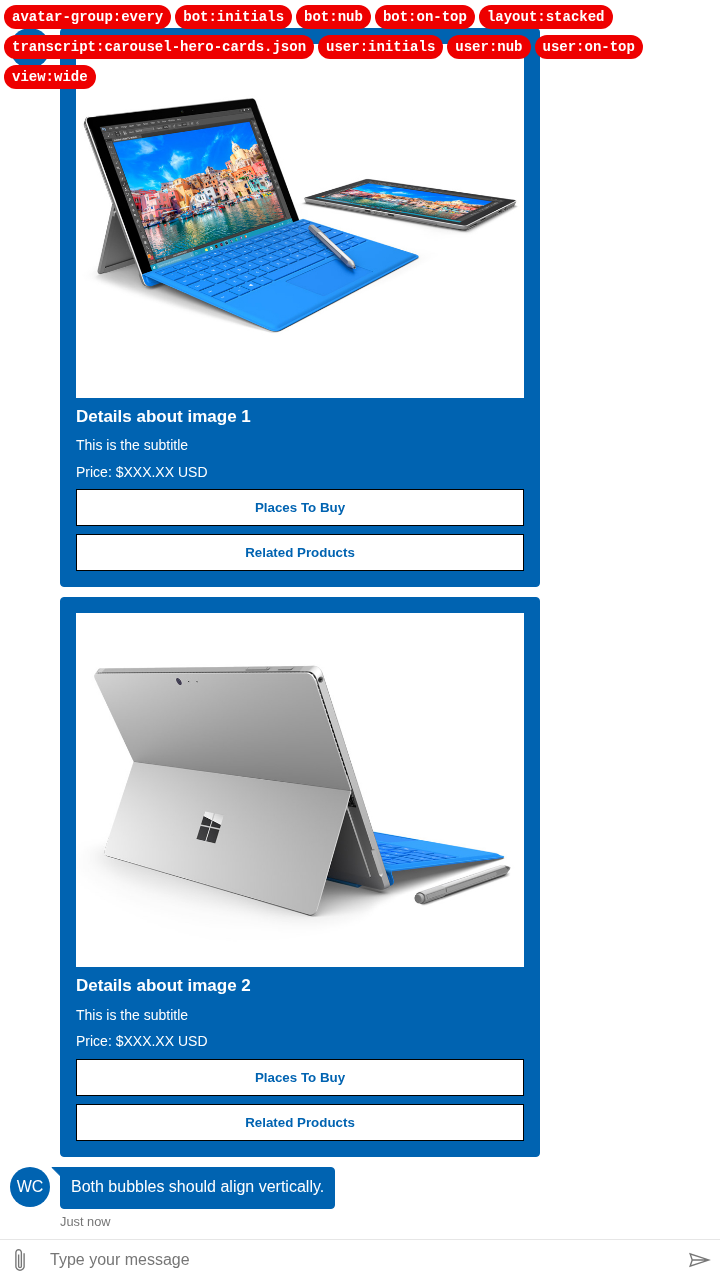 avatar-group:every bot:initials bot:nub bot:on-top layout:stacked
transcript:carousel-hero-cards.json user:initials user:nub user:on-top
view:wide
Details about image 1
This is the subtitle
Price: $XXX.XX USD
Places To Buy
Related Products
Details about image 2
This is the subtitle
Price: $XXX.XX USD
Places To Buy
Related Products
WC Both bubbles should align vertically.
Just now
Type your message